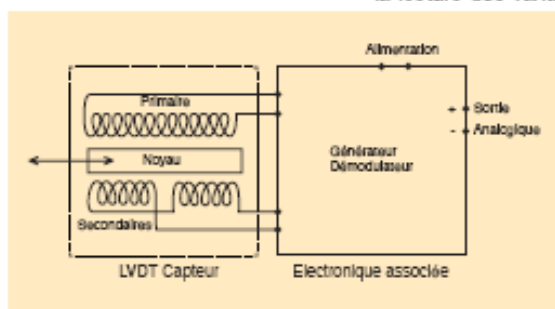 Alimentation
Primaire
+ Sortie
- Analogique
Noyau
Générateur
Démodulateur
Secondaires
LVDT Capteur
Electronique associée